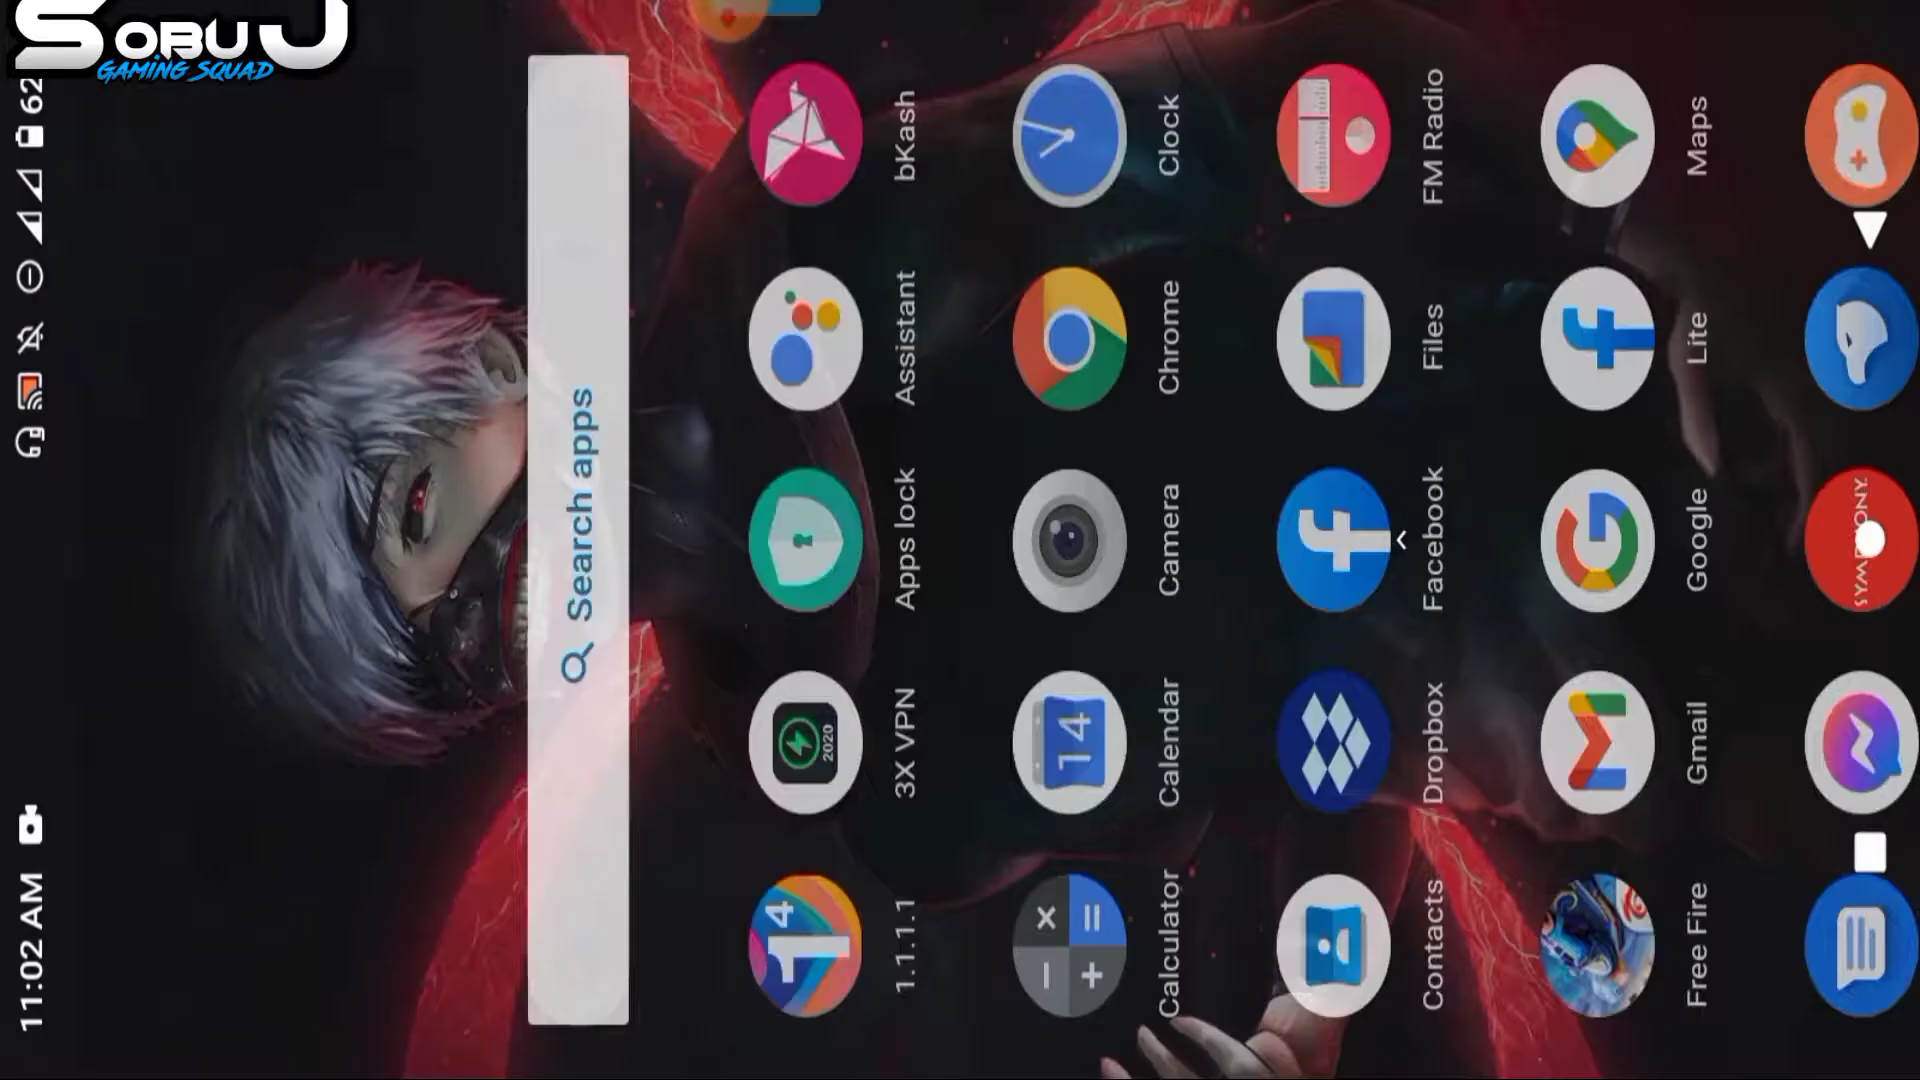 SOBUJ
GAMING SQUAD
11:02 AM
62
Search apps
1.1.1.1
3X VPN
Apps lock
Assistant
bKash
2020
Calculator
Calendar
Camera
Chrome
Clock
14
Contacts
Dropbox
Facebook
Files
FM Radio
Free Fire
Gmail
Google
Lite
Maps